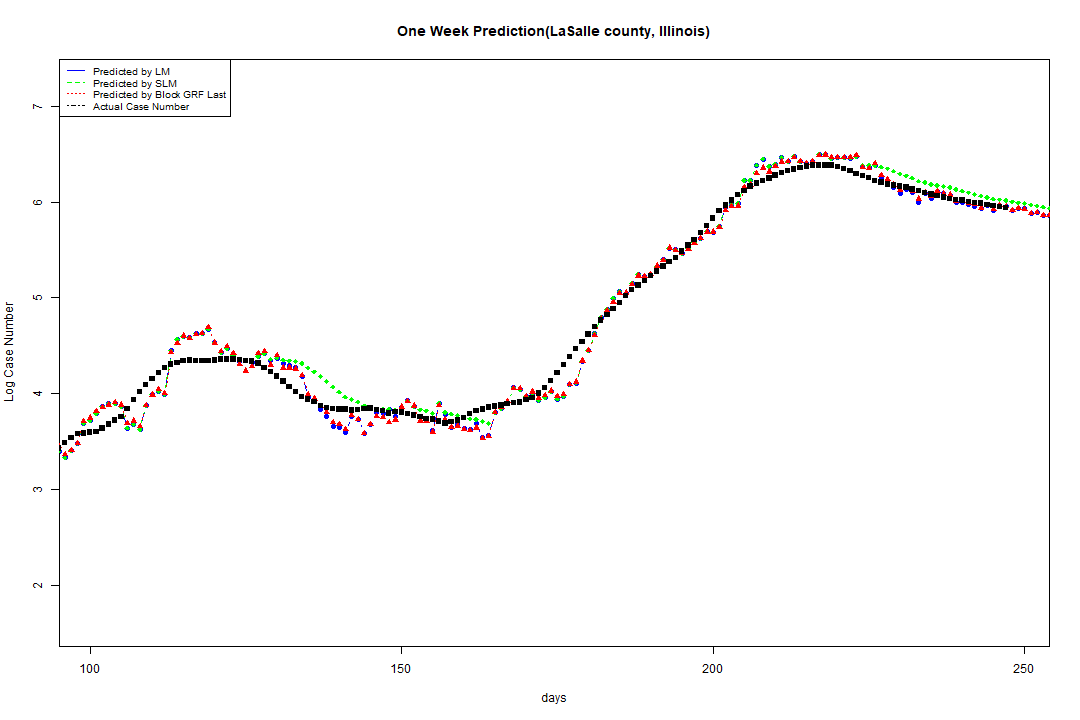 One Week Prediction(LaSalle county, Illinois)
Predicted by LM
Predicted by SLM
Predicted by Block GRF Last
Actual Case Number
7
6
5
4
3
2
Log Case Number
100 150 200 250
days